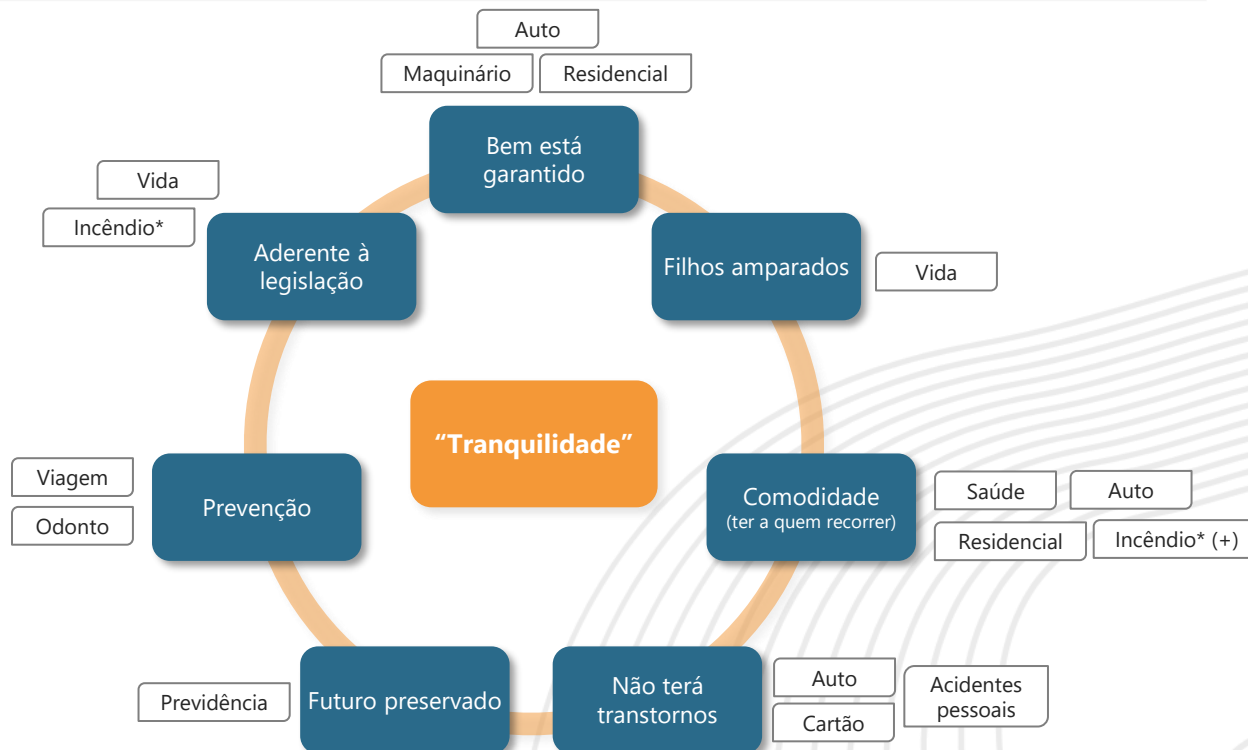 Auto
Maquinário
Residencial
Bem está
garantido
Vida
Incêndio*
Aderente à
legislação
Filhos amparados
Vida
“Tranquilidade”
Viagem
Odonto
Prevenção
Comodidade
(ter a quem recorrer)
Saúde
Auto
Residencial
Incêndio* (+)
Previdência
Futuro preservado
Não terá
transtornos
Auto
Cartão
Acidentes
pessoais